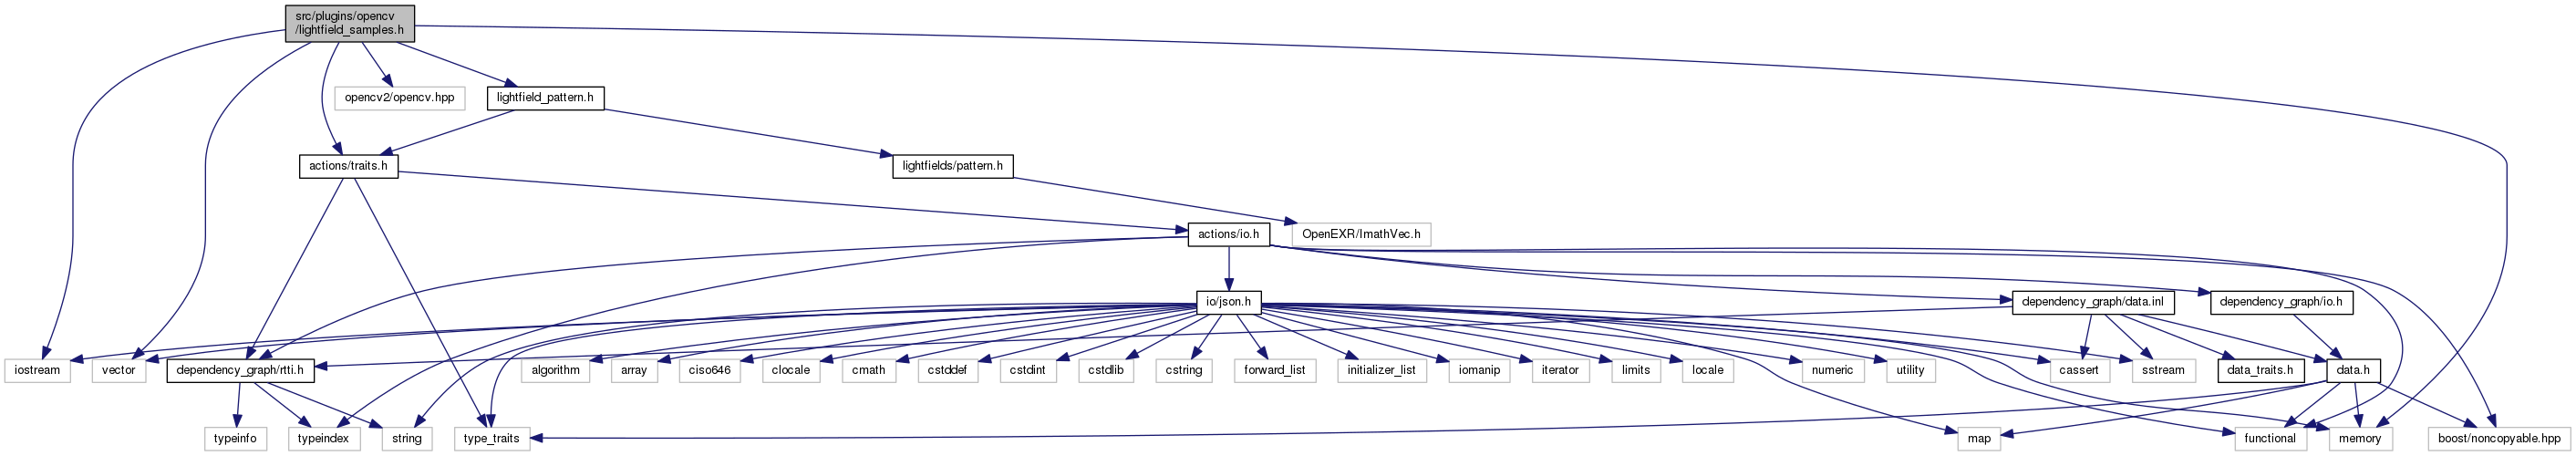 src/plugins/opencv
/lightfield_samples.h
opencv2/opencv.hpp
lightfield_pattern.h
actions/traits.h
lightfields/pattern.h
actions/io.h
OpenEXR/ImathVec.h
io/json.h
dependency_graph/data.inl
dependency_graph/io.h
iostream
vector
dependency_graph/rtti.h
algorithm
array
ciso646
clocale
cmath
cstddef
cstdint
cstdlib
cstring
forward_list
initializer_list
iomanip
iterator
limits
locale
numeric
utility
cassert
sstream
data_traits.h
data.h
typeinfo
typeindex
string
type_traits
map
functional
memory
boost/noncopyable.hpp